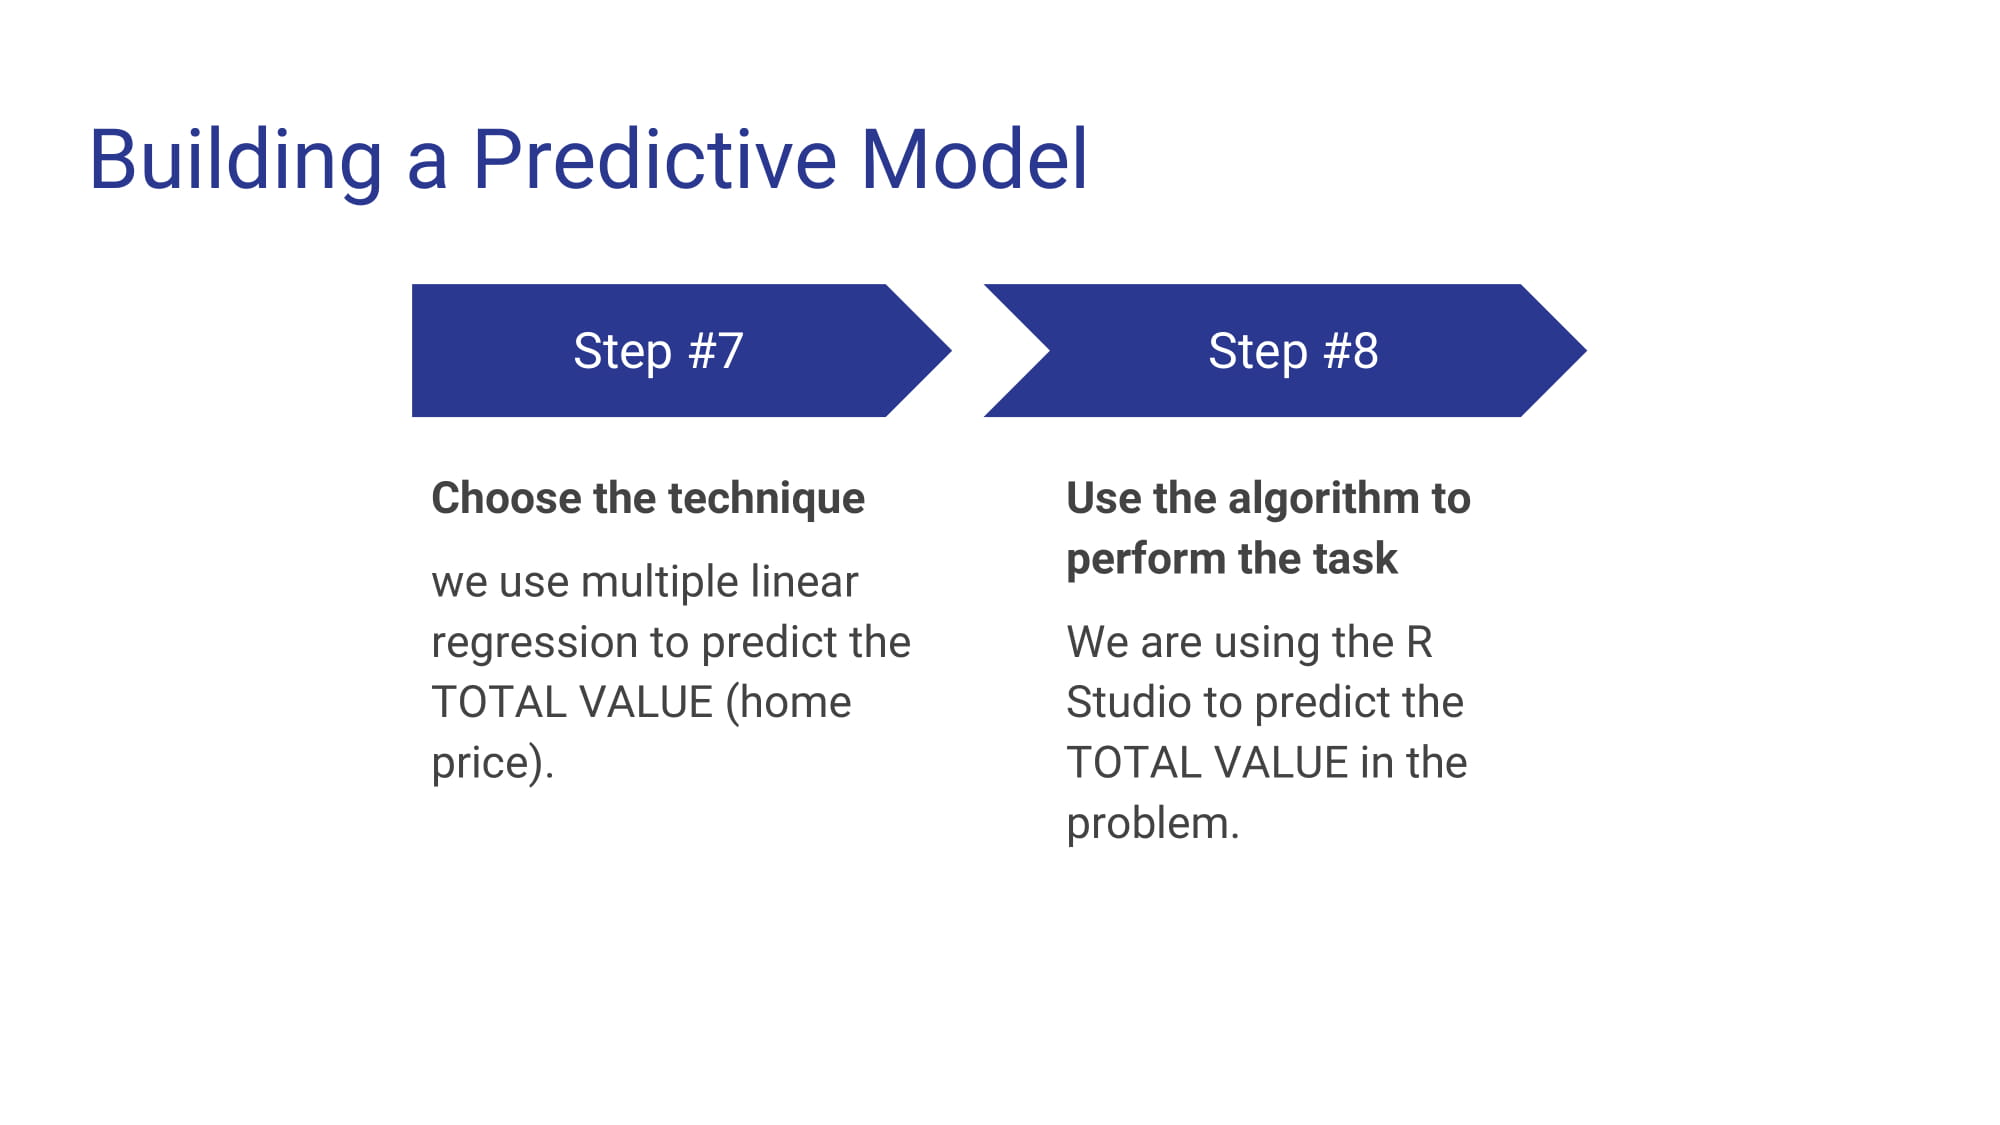 Building a Predictive Model
Step #7
Choose the technique
we use multiple linear
regression to predict the
TOTAL VALUE (home
price).
Step #8
Use the algorithm to
perform the task
We are using the R
Studio to predict the
TOTAL VALUE in the
problem.